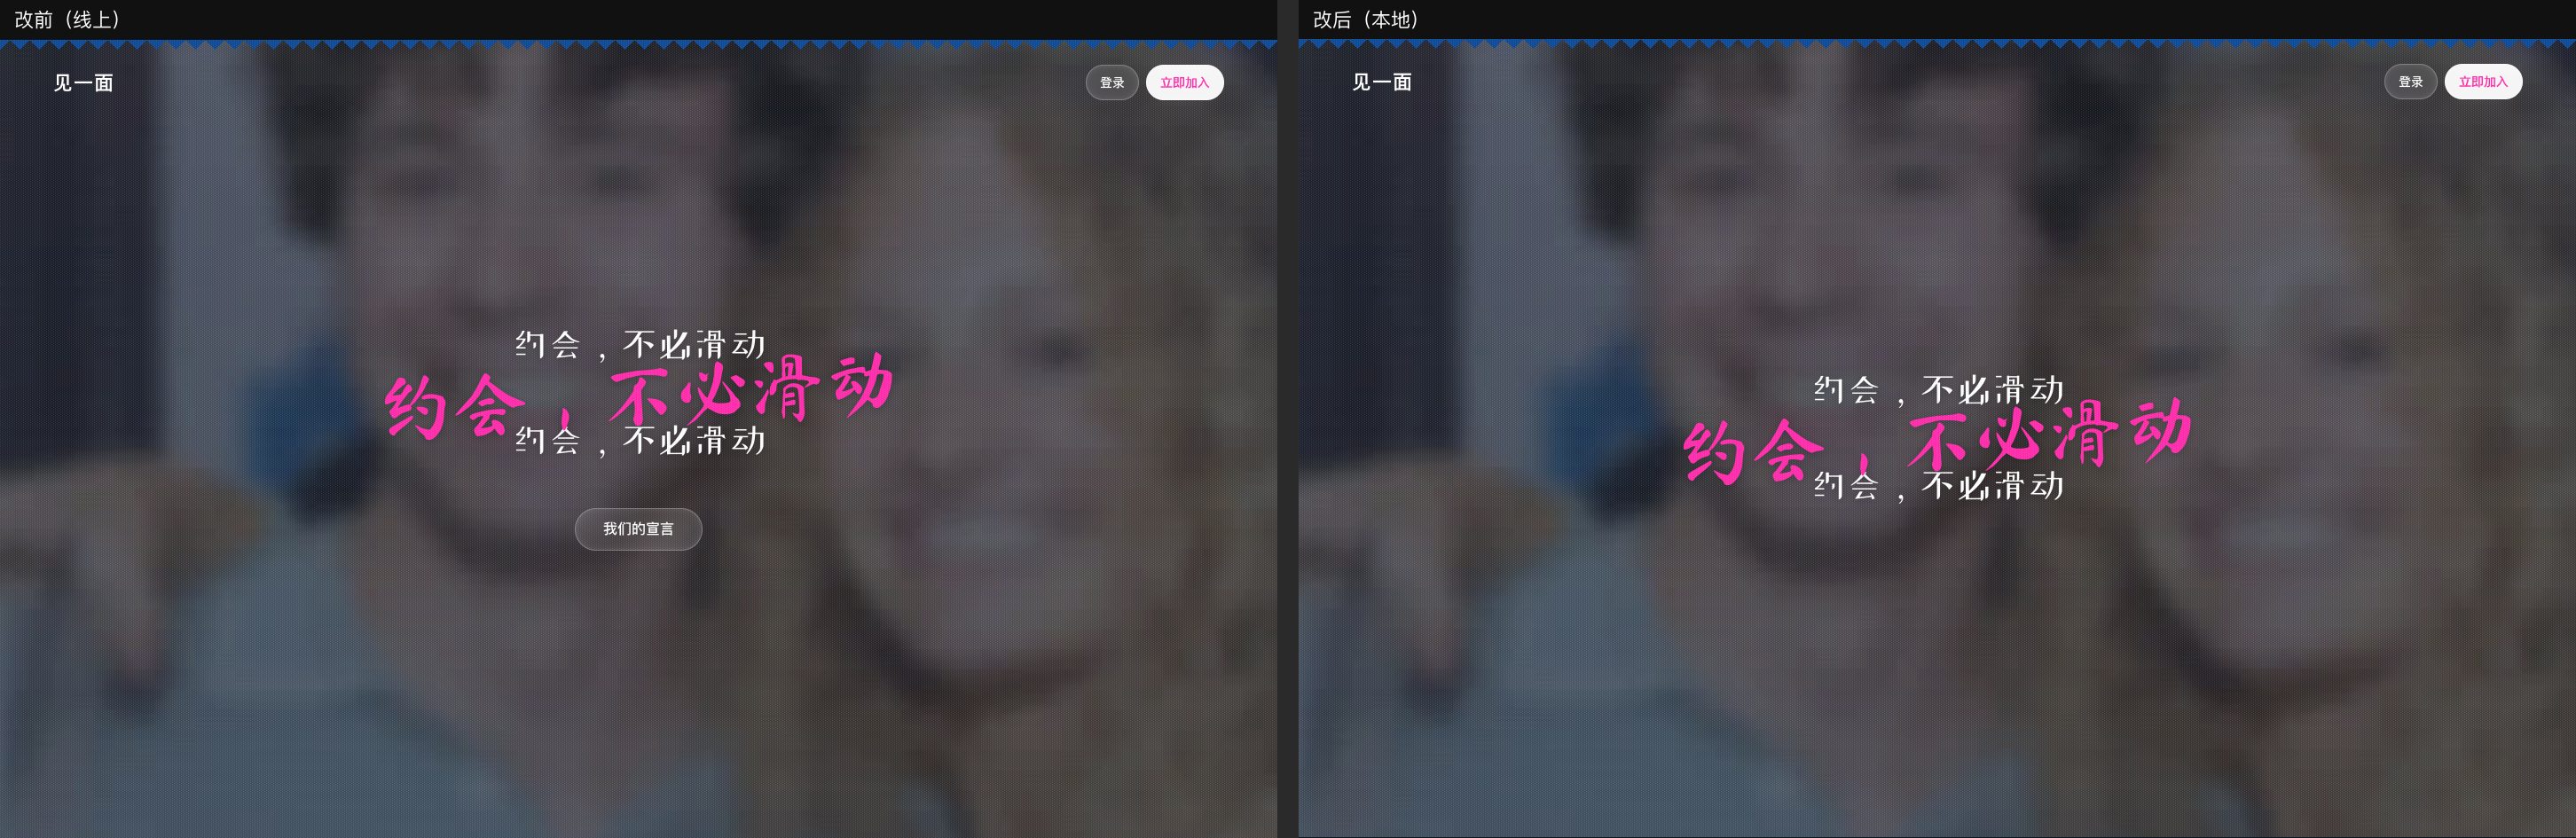 改前（线上）
见一面
登录
立即加入
约会，不必滑动
约会，不必滑动
约会，不必滑动
我们的宣言
改后（本地）
见一面
登录
立即加入
约会，不必滑动
约会，不必滑动
约会，不必滑动